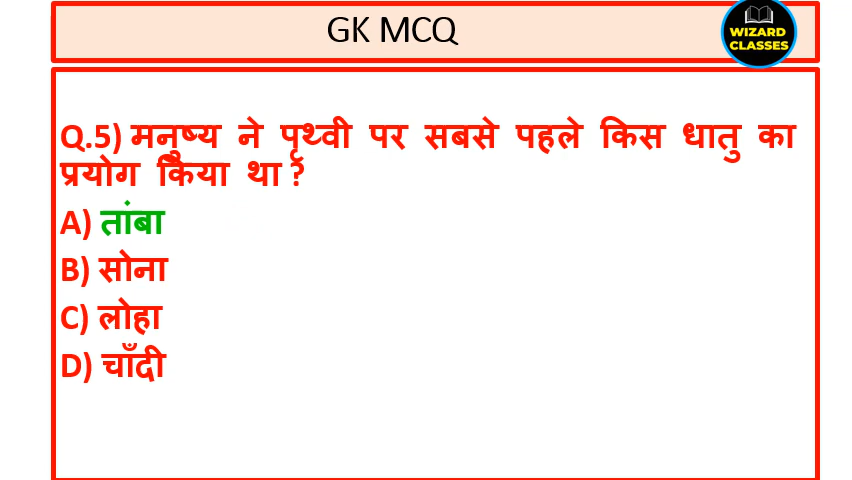 GK MCQ
WIZARD
CLASSES
Q.5) मनुष्य ने पृथ्वी पर सबसे पहले किस धातु का
प्रयोग किया था ?
A) तांबा
B) सोना
C) लोहा
D) चाँदी